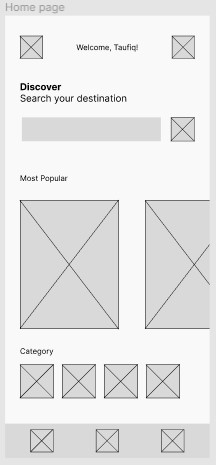 Home page
Welcome, Taufiq!
Discover
Search your destination
Most Popular
Category